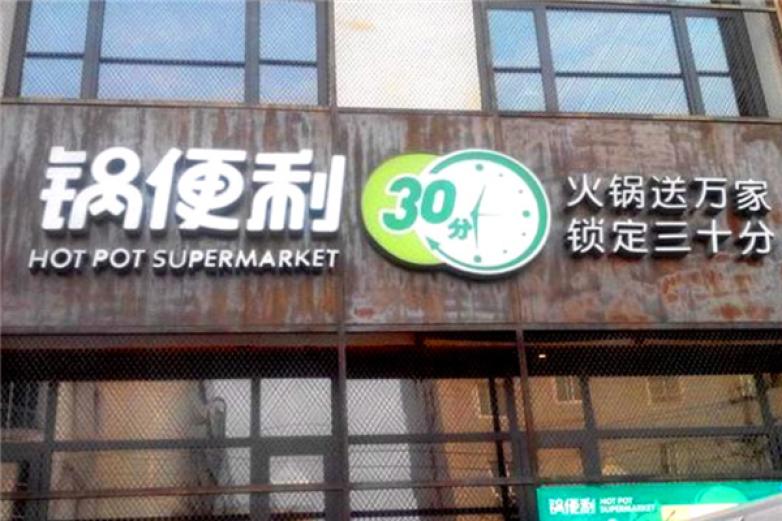 锅便利
HOT POT SUPERMARKET
30分
火锅送万家
锁定三十分
锅便利 HOT POT
SUPERMARKET